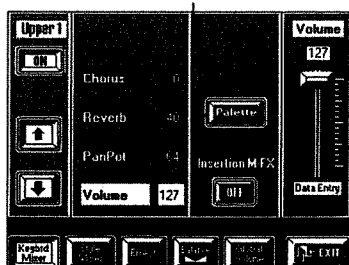 Upper 1
Volume
ON
127
Chorus 0
Reverb 40
Palette
PanPot 64
Insertion M FX
Volume 127
OFF
Data Entry
Keybrd Mixer
EXIT